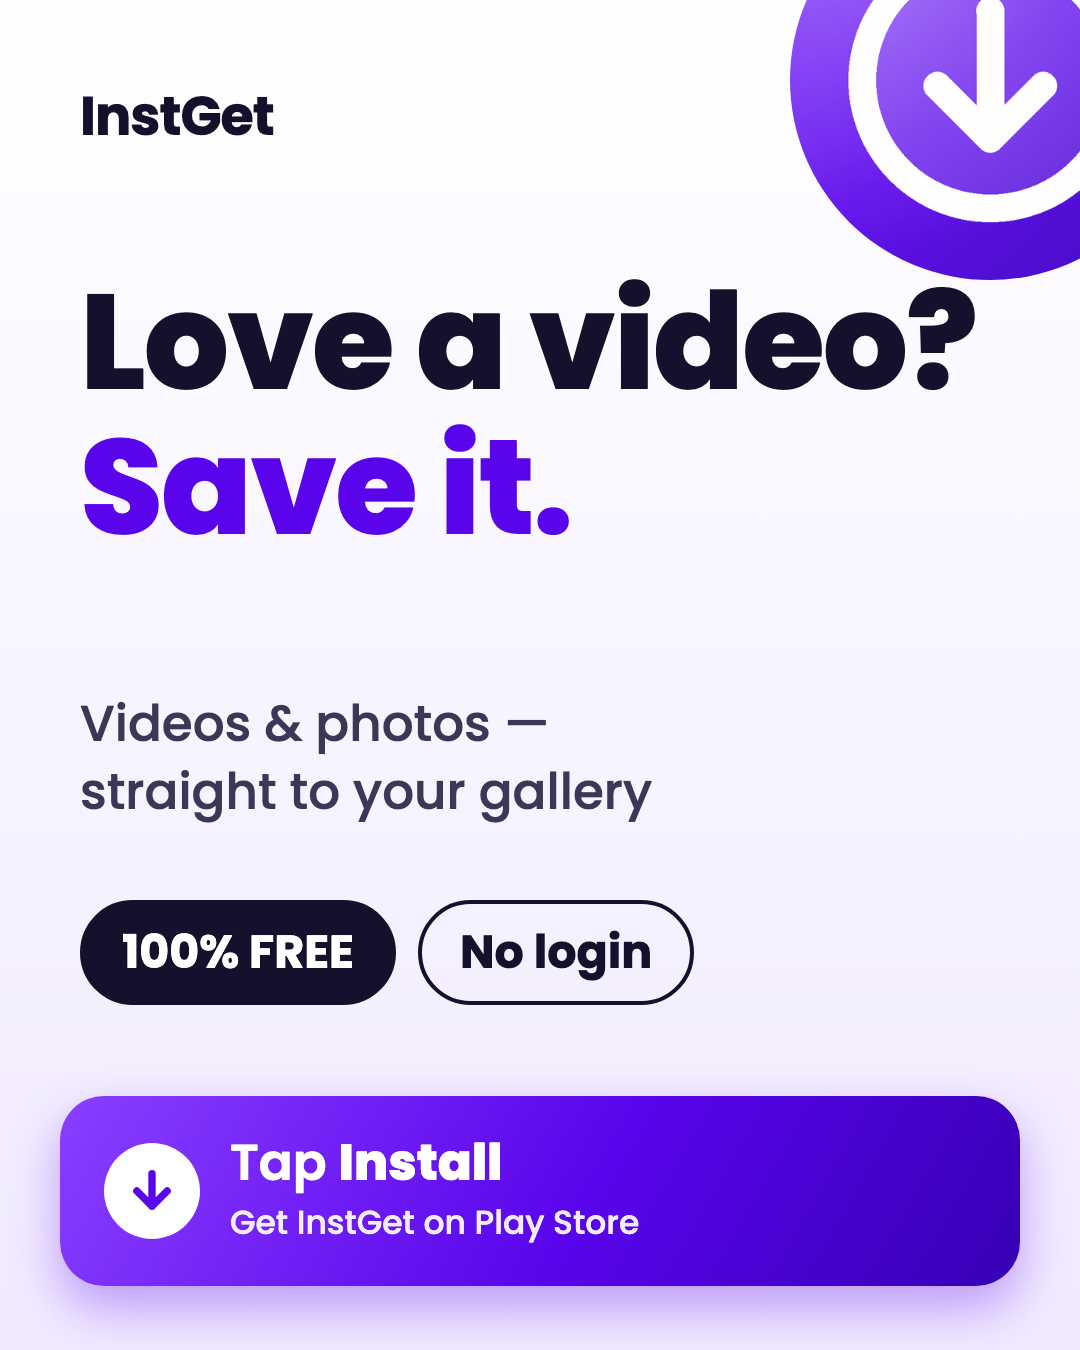 InstGet
Love a video?
Save it.
Videos & photos —
straight to your gallery
100% FREE
No login
Tap Install
Get InstGet on Play Store